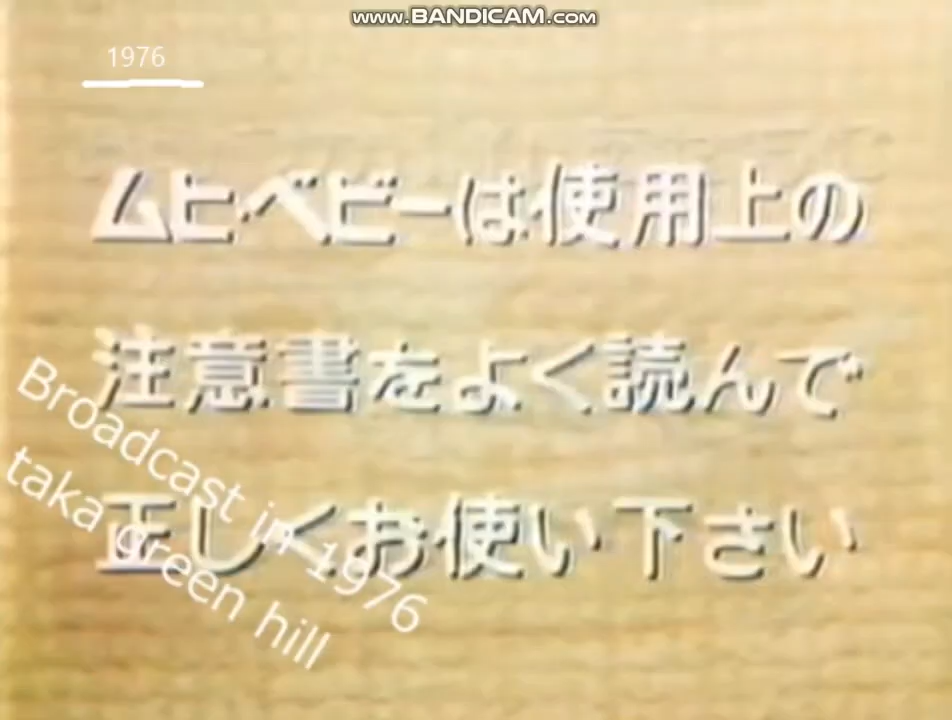 www.BANDICAM.com
1976
ムヒベビーは使用上の
注意書をよく読んで
正しくお使い下さい
Broadcast in 1976
taka green hill